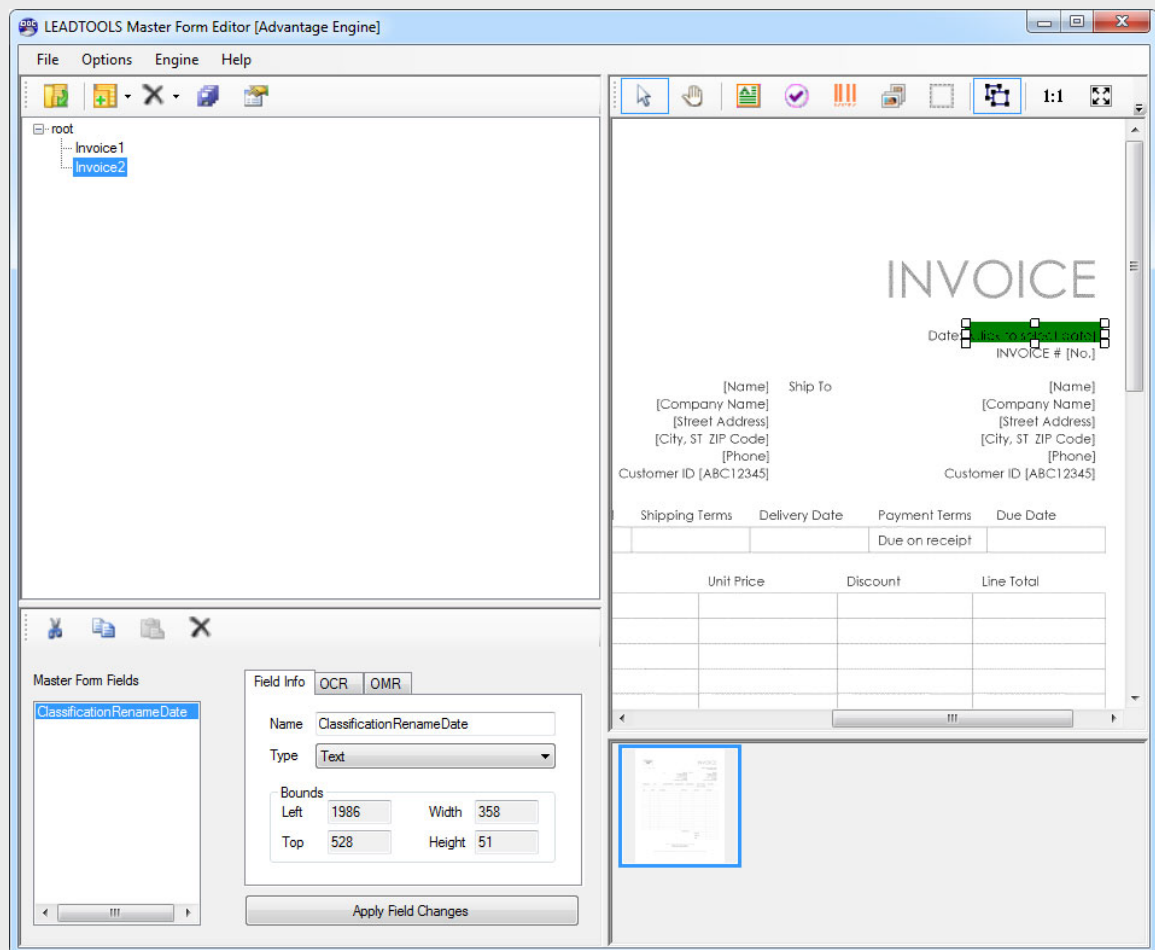 LEADTOOLS Master Form Editor [Advantage Engine]
File Options Engine Help
1:1
root
Invoice1
Invoice2
INVOICE
Date:
INVOICE # [No.]
[Name] Ship To [Name]
[Company Name] [Company Name]
[Street Address] [Street Address]
[City, ST ZIP Code] [City, ST ZIP Code]
[Phone] [Phone]
Customer ID [ABC12345] Customer ID [ABC12345]
Shipping Terms Delivery Date Payment Terms Due Date
Due on receipt
Unit Price Discount Line Total
Master Form Fields
ClassificationRenameDate
Field Info OCR OMR
Name ClassificationRenameDate
Type Text
Bounds
Left 1986 Width 358
Top 528 Height 51
Apply Field Changes